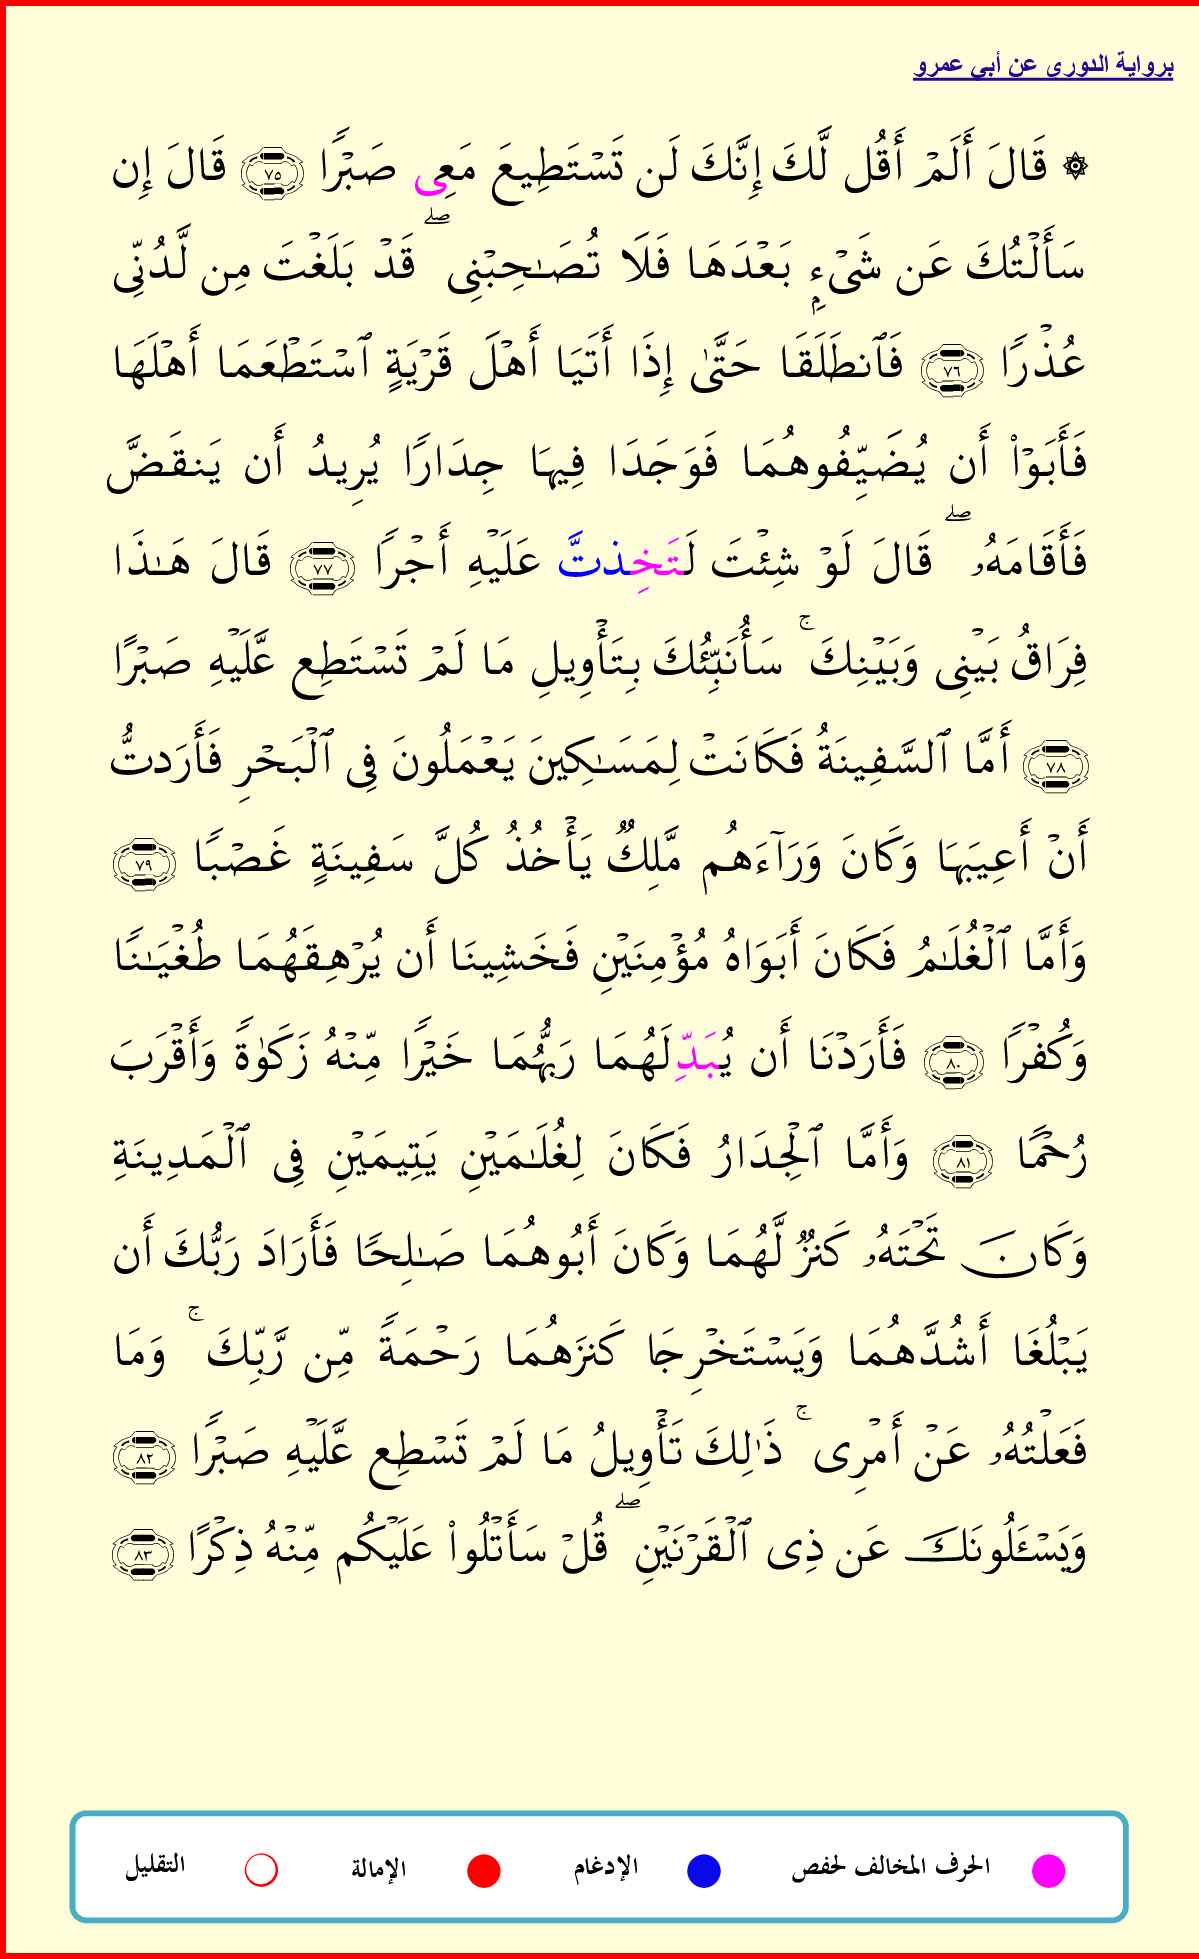 برواية الدورى عن أبي عمرو
۞ قَالَ أَلَمۡ أَقُل لَّكَ إِنَّكَ لَن تَسۡتَطِيعَ مَعِى صَبۡرًا ٧٥ قَالَ إِن
سَأَلۡتُكَ عَن شَىۡءِۭ بَعۡدَهَا فَلَا تُصَـٰحِبۡنِى ۖ قَدۡ بَلَغۡتَ مِن لَّدُنِّى
عُذۡرًا ٧٦ فَٱنطَلَقَا حَتَّىٰ إِذَا أَتَيَا أَهۡلَ قَرۡيَةٍ ٱسۡتَطۡعَمَا أَهۡلَهَا
فَأَبَوۡا۟ أَن يُضَيِّفُوهُمَا فَوَجَدَا فِيهَا جِدَارًا يُرِيدُ أَن يَنقَضَّ
فَأَقَامَهُۥ ۖ قَالَ لَوۡ شِئۡتَ لَتَخِذتَّ عَلَيۡهِ أَجۡرًا ٧٧ قَالَ هَـٰذَا
فِرَاقُ بَيۡنِى وَبَيۡنِكَ ۚ سَأُنَبِّئُكَ بِتَأۡوِيلِ مَا لَمۡ تَسۡتَطِع عَّلَيۡهِ صَبۡرًا
٧٨ أَمَّا ٱلسَّفِينَةُ فَكَانَتۡ لِمَسَـٰكِينَ يَعۡمَلُونَ فِى ٱلۡبَحۡرِ فَأَرَدتُّ
أَنۡ أَعِيبَهَا وَكَانَ وَرَآءَهُم مَّلِكٌ يَأۡخُذُ كُلَّ سَفِينَةٍ غَصۡبًا ٧٩
وَأَمَّا ٱلۡغُلَـٰمُ فَكَانَ أَبَوَاهُ مُؤۡمِنَيۡنِ فَخَشِينَا أَن يُرۡهِقَهُمَا طُغۡيَـٰنًا
وَكُفۡرًا ٨٠ فَأَرَدۡنَا أَن يُبَدِّلَهُمَا رَبُّهُمَا خَيۡرًا مِّنۡهُ زَكَوٰةً وَأَقۡرَبَ
رُحۡمًا ٨١ وَأَمَّا ٱلۡجِدَارُ فَكَانَ لِغُلَـٰمَيۡنِ يَتِيمَيۡنِ فِى ٱلۡمَدِينَةِ
وَكَانَ تَحۡتَهُۥ كَنزٌ لَّهُمَا وَكَانَ أَبُوهُمَا صَـٰلِحًا فَأَرَادَ رَبُّكَ أَن
يَبۡلُغَا أَشُدَّهُمَا وَيَسۡتَخۡرِجَا كَنزَهُمَا رَحۡمَةً مِّن رَّبِّكَ ۚ وَمَا
فَعَلۡتُهُۥ عَنۡ أَمۡرِى ۚ ذَٰلِكَ تَأۡوِيلُ مَا لَمۡ تَسۡطِع عَّلَيۡهِ صَبۡرًا ٨٢
وَيَسۡـَٔلُونَكَ عَن ذِى ٱلۡقَرۡنَيۡنِ ۖ قُلۡ سَأَتۡلُوا۟ عَلَيۡكُم مِّنۡهُ ذِكۡرًا ٨٣
الحرف المخالف لحفص الإدغام الإمالة التقليل